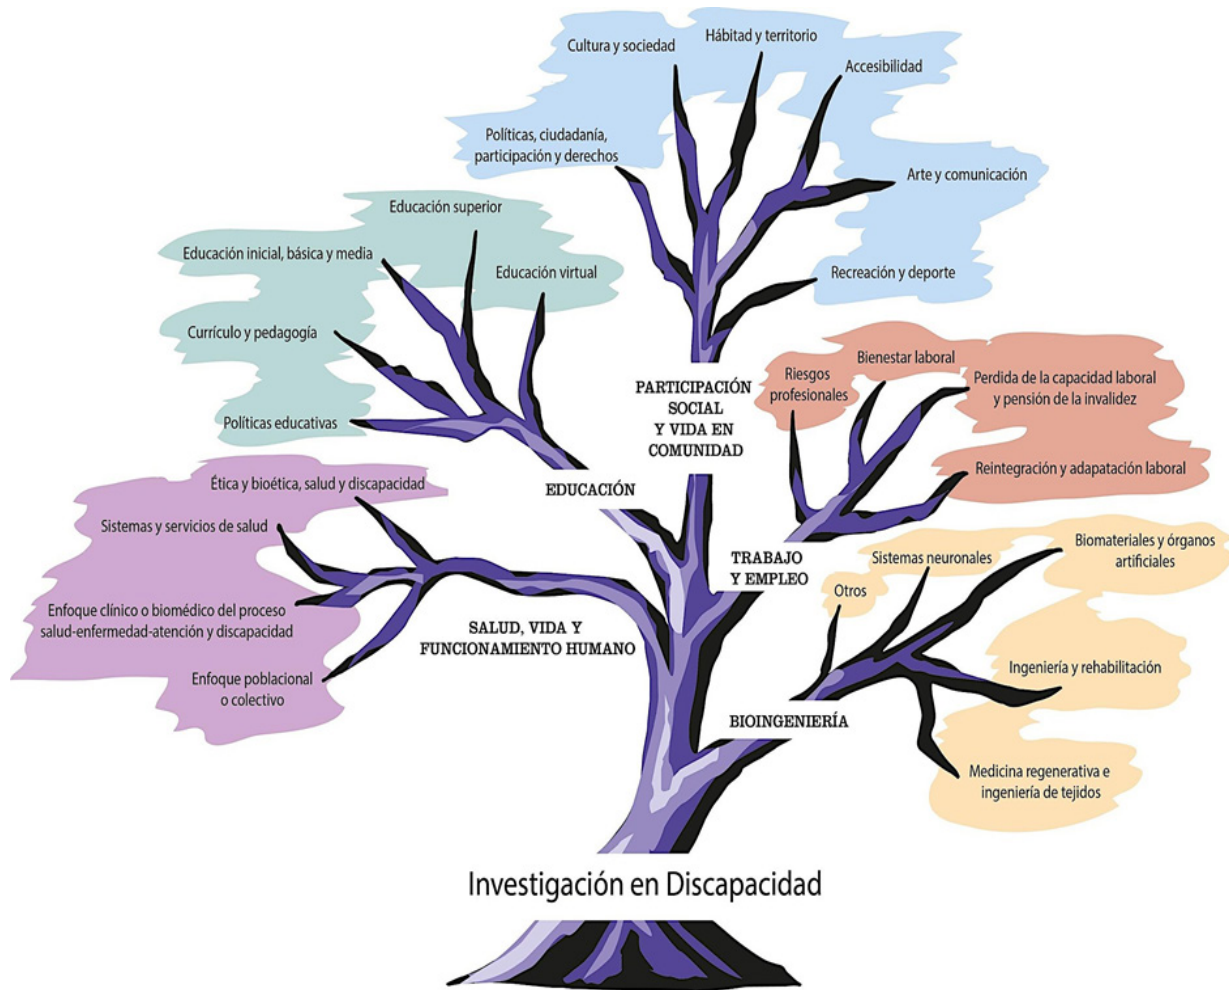 Cultura y sociedad
Hábitad y territorio
Accesibilidad
Políticas, ciudadanía,
participación y derechos
Arte y comunicación
Recreación y deporte
Educación superior
Educación inicial, básica y media
Educación virtual
Currículo y pedagogía
Políticas educativas
PARTICIPACIÓN
SOCIAL
Y VIDA EN
COMUNIDAD
Riesgos
profesionales
Bienestar laboral
Perdida de la capacidad laboral
y pensión de la invalidez
Reintegración y adapatación laboral
EDUCACIÓN
TRABAJO
Y EMPLEO
Ética y bioética, salud y discapacidad
Sistemas y servicios de salud
Enfoque clínico o biomédico del proceso
salud-enfermedad-atención y discapacidad
Enfoque poblacional
o colectivo
SALUD, VIDA Y
FUNCIONAMIENTO HUMANO
Otros
Sistemas neuronales
Biomateriales y órganos
artificiales
Ingeniería y rehabilitación
Medicina regenerativa e
ingeniería de tejidos
BIOINGENIERÍA
Investigación en Discapacidad